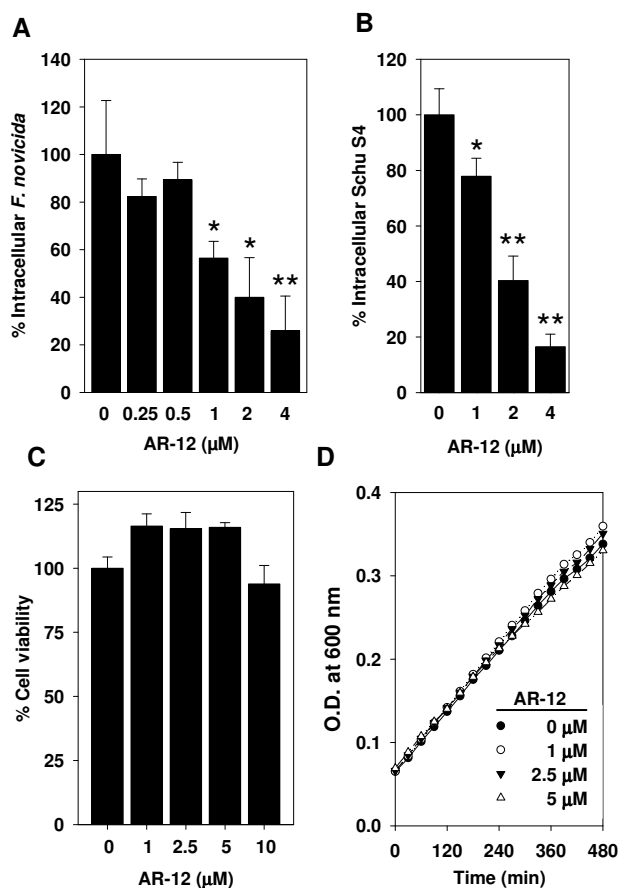 A
% Intracellular F. novicida
140
120
100
80
60
40
20
0
*
*
**
0 0.25 0.5 1 2 4
AR-12 (µM)
B
% Intracellular Schu S4
120
100
80
60
40
20
0
*
**
**
0 1 2 4
AR-12 (µM)
C
% Cell viability
125
100
75
50
25
0
0 1 2.5 5 10
AR-12 (µM)
D
O.D. at 600 nm
0.4
0.3
0.2
0.1
0.0
AR-12
0 µM
1 µM
2.5 µM
5 µM
0 120 240 360 480
Time (min)